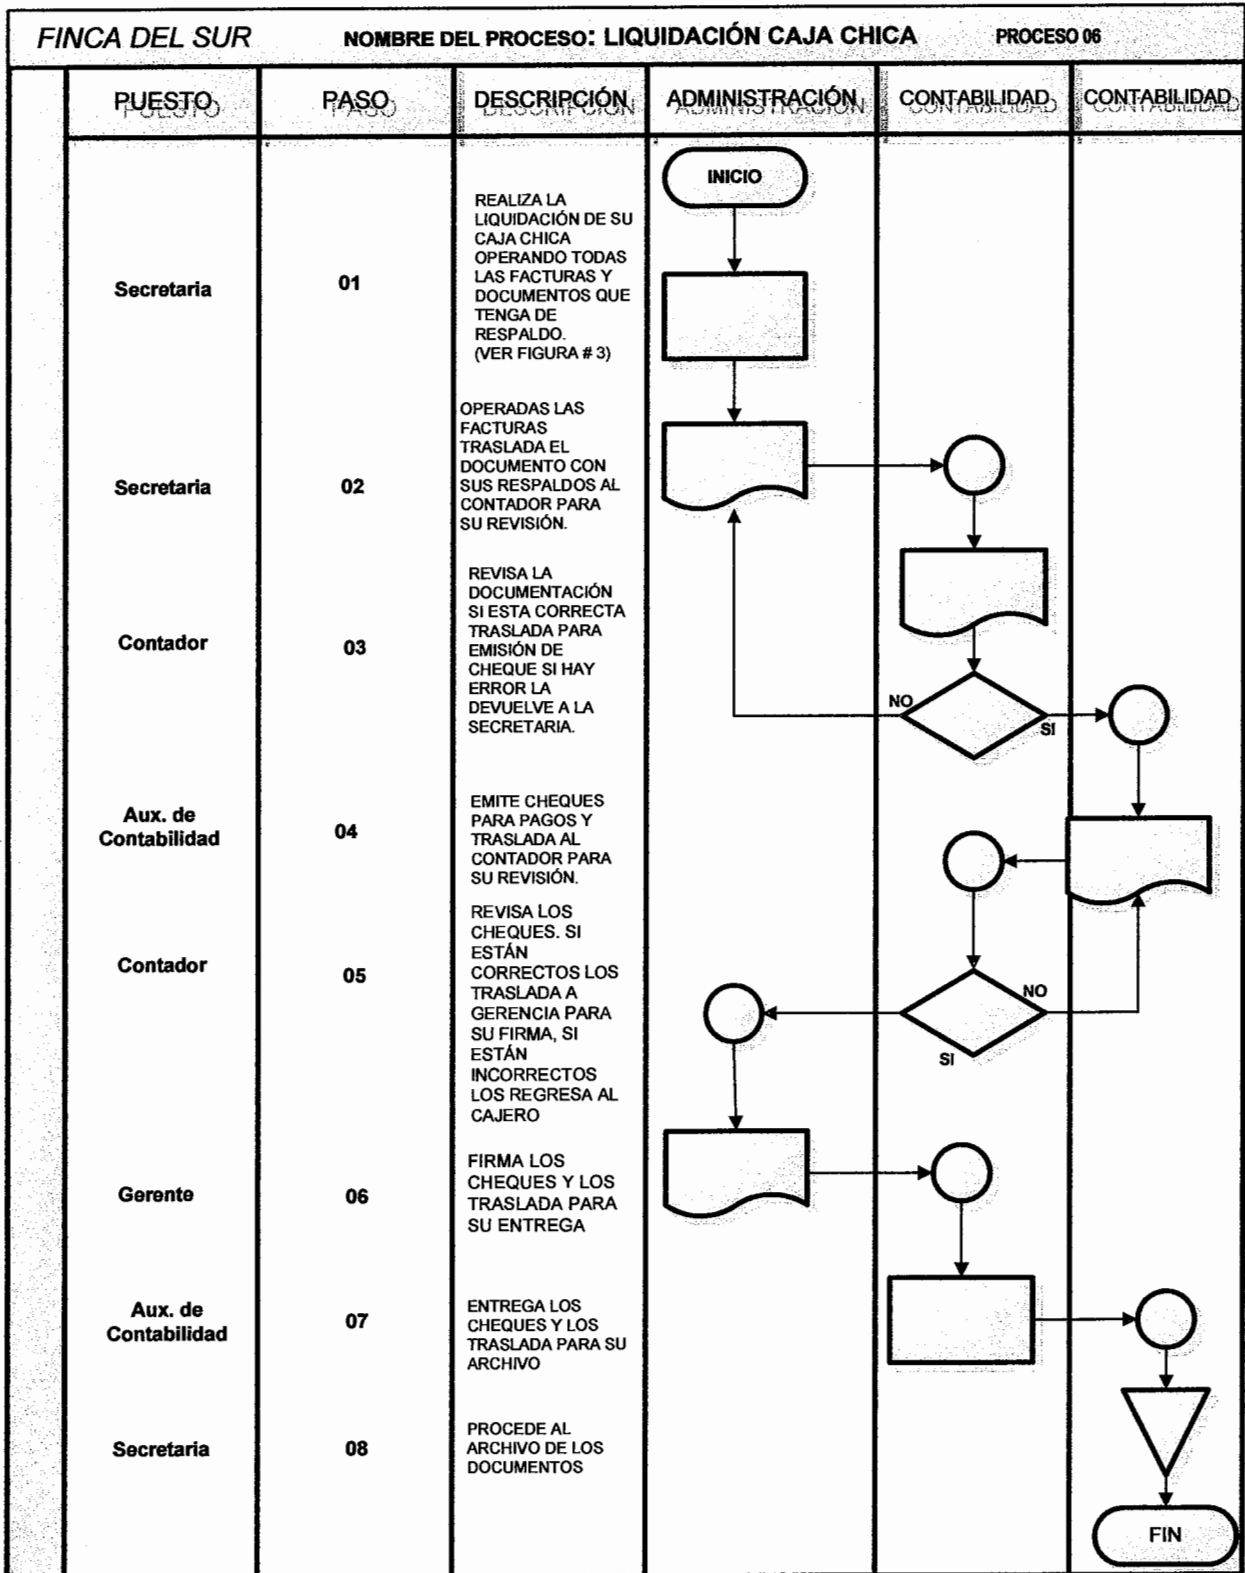 FINCA DEL SUR NOMBRE DEL PROCESO: LIQUIDACIÓN CAJA CHICA PROCESO 06
PUESTO PASO DESCRIPCIÓN ADMINISTRACIÓN CONTABILIDAD CONTABILIDAD
INICIO
Secretaria
01
REALIZA LA
LIQUIDACIÓN DE SU
CAJA CHICA
OPERANDO TODAS
LAS FACTURAS Y
DOCUMENTOS QUE
TENGA DE
RESPALDO.
(VER FIGURA # 3)
Secretaria
02
OPERADAS LAS
FACTURAS
TRASLADA EL
DOCUMENTO CON
SUS RESPALDOS AL
CONTADOR PARA
SU REVISIÓN.
Contador
03
REVISA LA
DOCUMENTACIÓN
SI ESTA CORRECTA
TRASLADA PARA
EMISIÓN DE
CHEQUE SI HAY
ERROR LA
DEVUELVE A LA
SECRETARIA.
NO
SI
Aux. de
Contabilidad
04
EMITE CHEQUES
PARA PAGOS Y
TRASLADA AL
CONTADOR PARA
SU REVISIÓN.
Contador
05
REVISA LOS
CHEQUES. SI
ESTÁN
CORRECTOS LOS
TRASLADA A
GERENCIA PARA
SU FIRMA, SI
ESTÁN
INCORRECTOS
LOS REGRESA AL
CAJERO
NO
SI
Gerente
06
FIRMA LOS
CHEQUES Y LOS
TRASLADA PARA
SU ENTREGA
Aux. de
Contabilidad
07
ENTREGA LOS
CHEQUES Y LOS
TRASLADA PARA SU
ARCHIVO
Secretaria
08
PROCEDE AL
ARCHIVO DE LOS
DOCUMENTOS
FIN